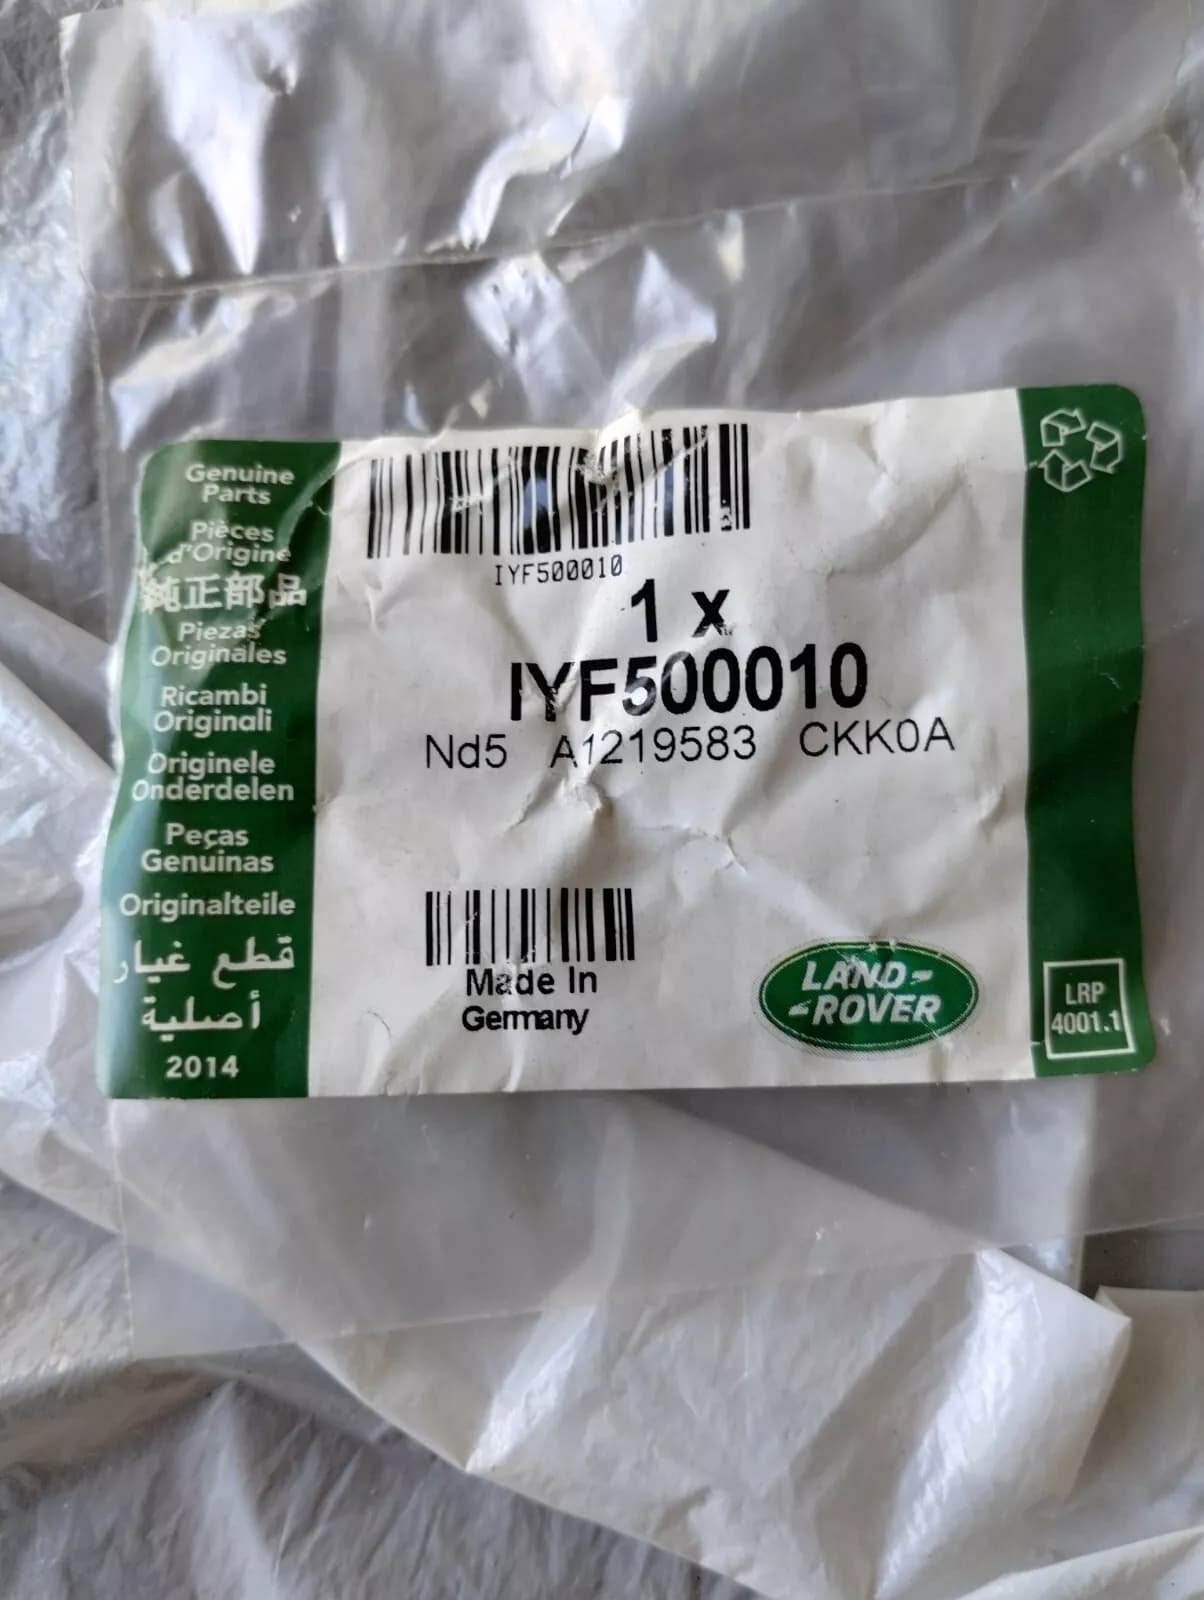 Genuine
Parts
Pièces
d'Origine
純正部品
Piezas
Originales
Ricambi
Originali
Originele
Onderdelen
Peças
Genuinas
Originalteile
قطع غيار
أصلية
2014
IYF500010
1 x
IYF500010
Nd5 A1219583 CKK0A
Made In
Germany
LAND-
-ROVER
LRP
4001.1